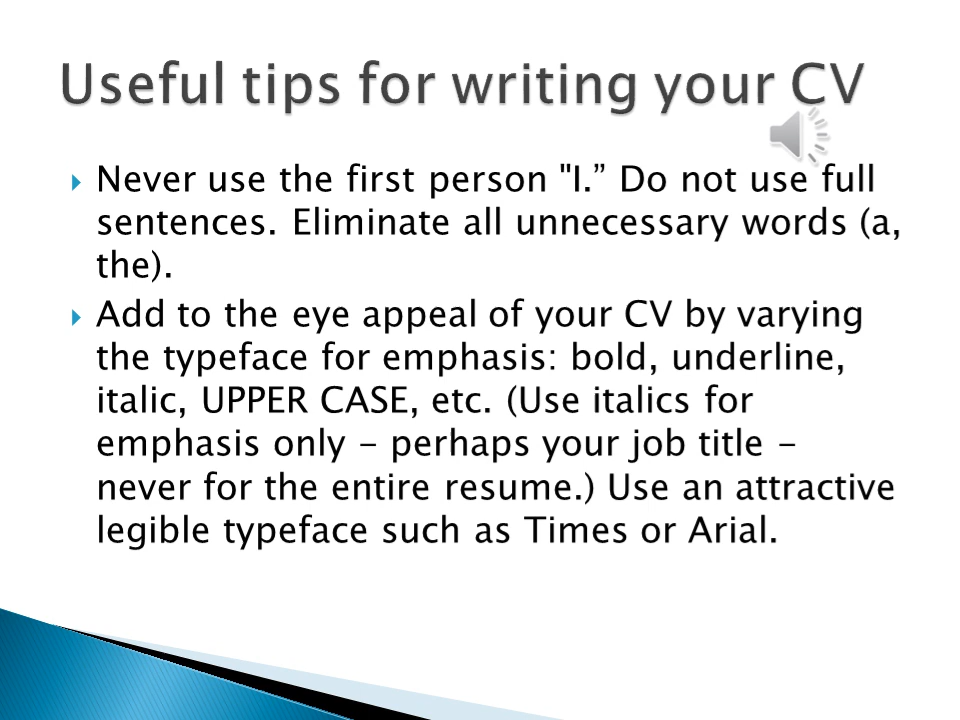 Useful tips for writing your CV
Never use the first person "I.” Do not use full
sentences. Eliminate all unnecessary words (a,
the).
Add to the eye appeal of your CV by varying
the typeface for emphasis: bold, underline,
italic, UPPER CASE, etc. (Use italics for
emphasis only - perhaps your job title -
never for the entire resume.) Use an attractive
legible typeface such as Times or Arial.